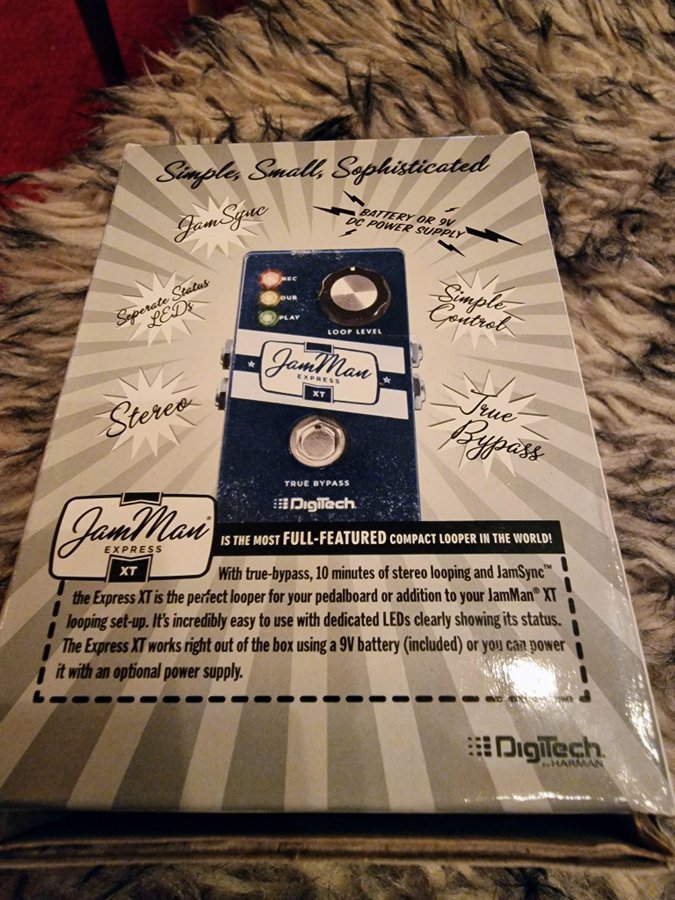 Simple, Small, Sophisticated
JamSync
BATTERY OR 9V
DC POWER SUPPLY
Seperate Status
LEDs
REC
DUR
PLAY
LOOP LEVEL
Simple
Control
JamMan
EXPRESS
XT
Stereo
True
Bypass
TRUE BYPASS
DigiTech
JamMan®
EXPRESS
XT
IS THE MOST FULL-FEATURED COMPACT LOOPER IN THE WORLD!
With true-bypass, 10 minutes of stereo looping and JamSync™
the Express XT is the perfect looper for your pedalboard or addition to your JamMan® XT
looping set-up. It's incredibly easy to use with dedicated LEDs clearly showing its status.
The Express XT works right out of the box using a 9V battery (included) or you can power
it with an optional power supply.
DigiTech
by HARMAN